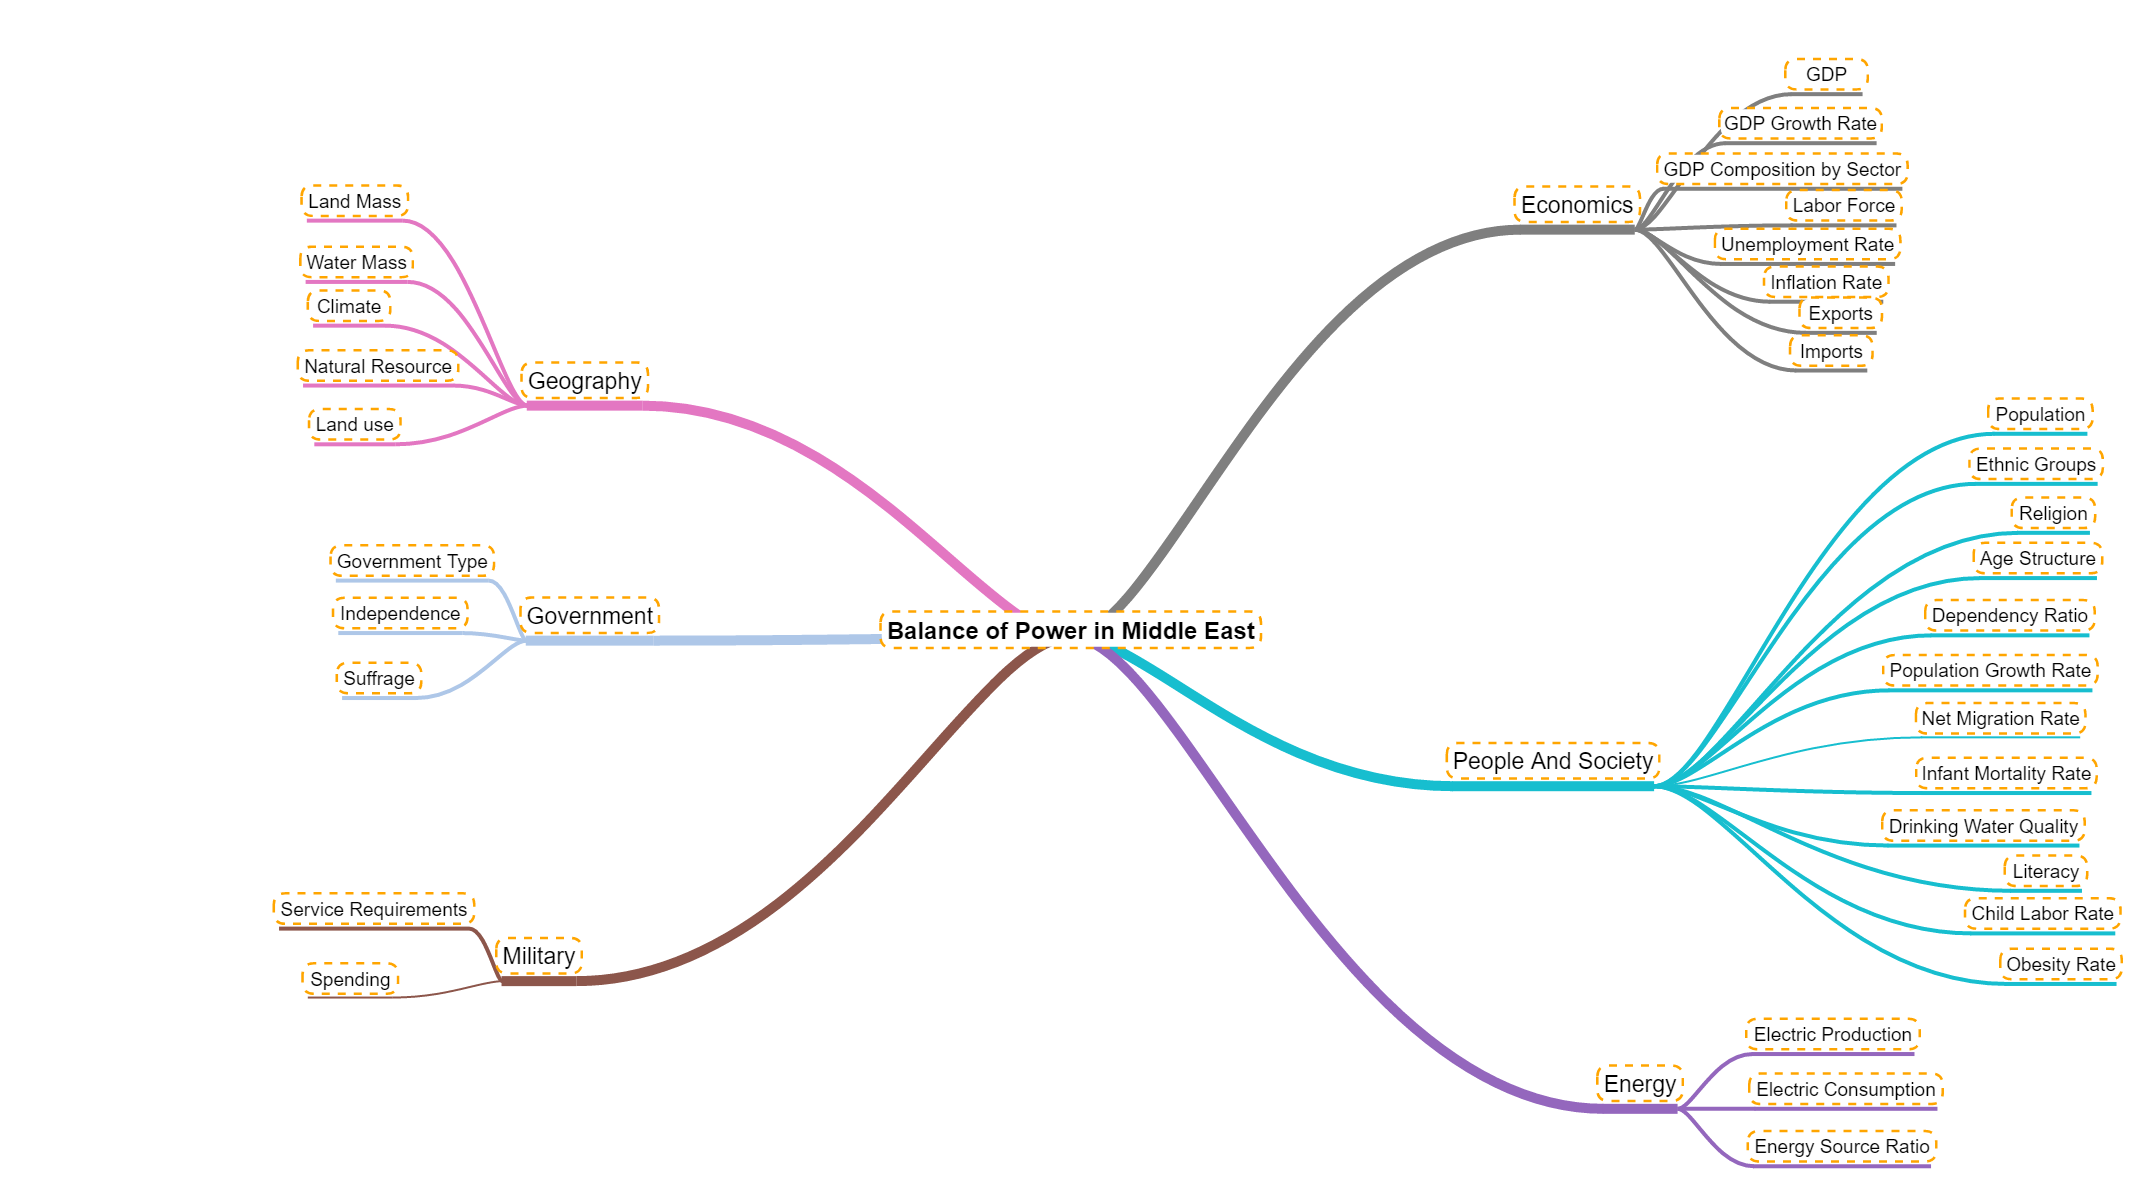 Balance of Power in Middle East
Geography
Land Mass
Water Mass
Climate
Natural Resource
Land use
Government
Government Type
Independence
Suffrage
Military
Service Requirements
Spending
Economics
GDP
GDP Growth Rate
GDP Composition by Sector
Labor Force
Unemployment Rate
Inflation Rate
Exports
Imports
People And Society
Population
Ethnic Groups
Religion
Age Structure
Dependency Ratio
Population Growth Rate
Net Migration Rate
Infant Mortality Rate
Drinking Water Quality
Literacy
Child Labor Rate
Obesity Rate
Energy
Electric Production
Electric Consumption
Energy Source Ratio